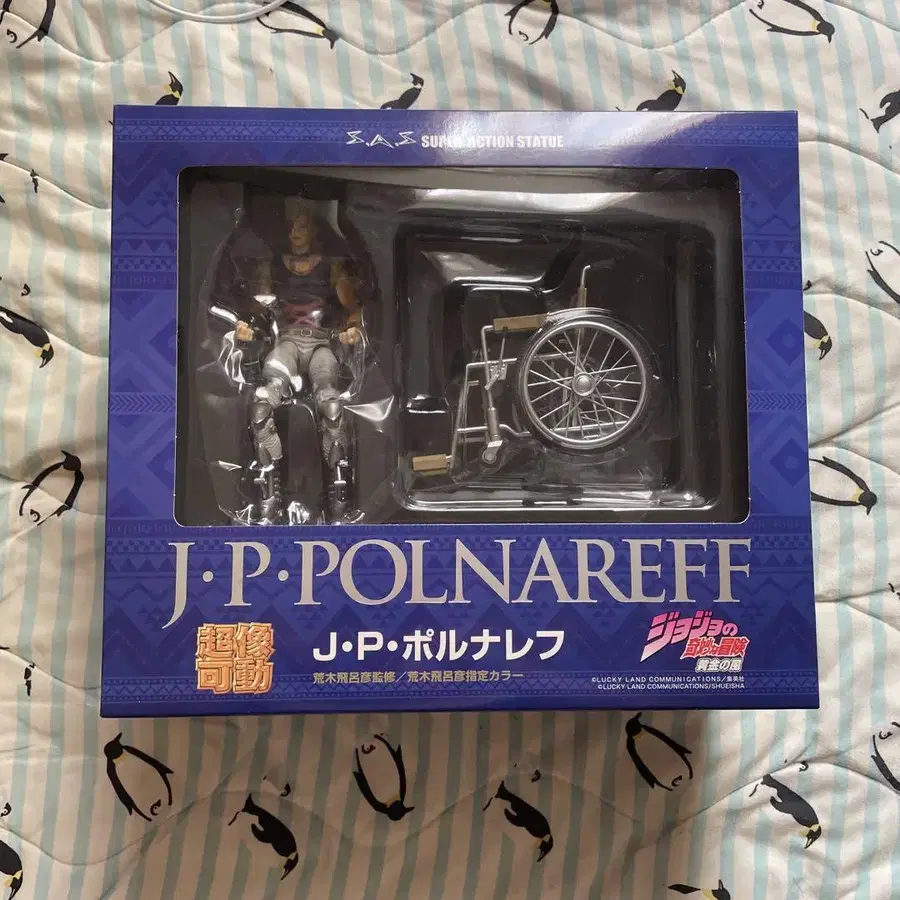 S.A.S SUPER ACTION STATUE
J・P・POLNAREFF
超像
可動
J・P・ポルナレフ
荒木飛呂彦監修／荒木飛呂彦指定カラー
ジョジョの
奇妙な冒険
黄金の風
©LUCKY LAND COMMUNICATIONS/集英社
©LUCKY LAND COMMUNICATIONS/SHUEISHA